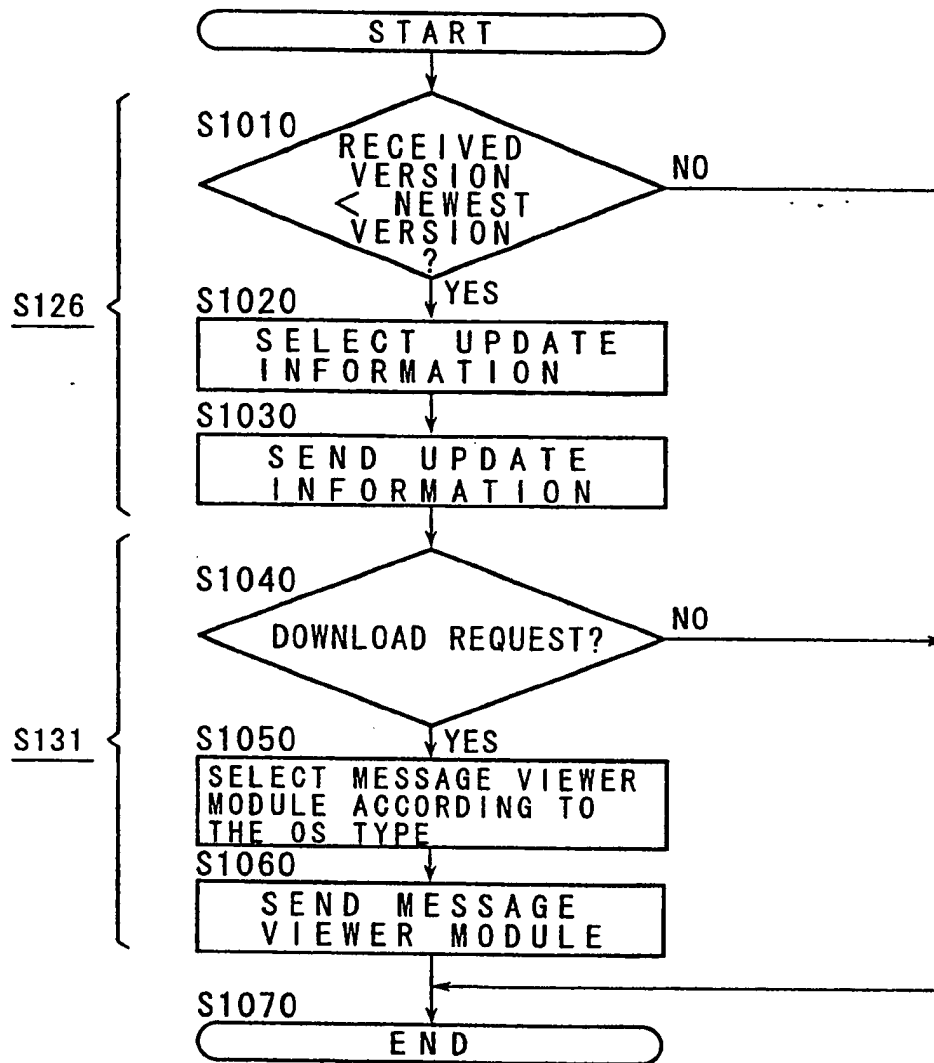 START
S1010
RECEIVED
VERSION
< NEWEST
VERSION
?
NO
YES
S126
S1020
SELECT UPDATE
INFORMATION
S1030
SEND UPDATE
INFORMATION
S1040
DOWNLOAD REQUEST?
NO
YES
S131
S1050
SELECT MESSAGE VIEWER
MODULE ACCORDING TO
THE OS TYPE
S1060
SEND MESSAGE
VIEWER MODULE
S1070
END